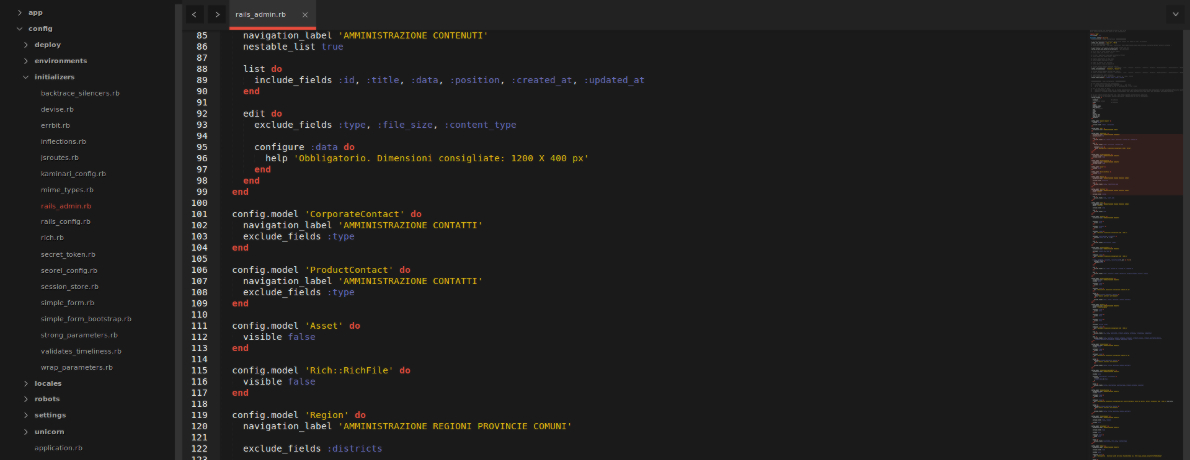 app
config
deploy
environments
initializers
backtrace_silencers.rb
devise.rb
errbit.rb
inflections.rb
jsroutes.rb
kaminari_config.rb
mime_types.rb
rails_admin.rb
rails_config.rb
rich.rb
secret_token.rb
seorel_config.rb
session_store.rb
simple_form.rb
simple_form_bootstrap.rb
strong_parameters.rb
validates_timeliness.rb
wrap_parameters.rb
locales
robots
settings
unicorn
application.rb
rails_admin.rb
85 navigation_label 'AMMINISTRAZIONE CONTENUTI'
86 nestable_list true
87
88 list do
89 include_fields :id, :title, :data, :position, :created_at, :updated_at
90 end
91
92 edit do
93 exclude_fields :type, :file_size, :content_type
94
95 configure :data do
96 help 'Obbligatorio. Dimensioni consigliate: 1200 X 400 px'
97 end
98 end
99 end
100
101 config.model 'CorporateContact' do
102 navigation_label 'AMMINISTRAZIONE CONTATTI'
103 exclude_fields :type
104 end
105
106 config.model 'ProductContact' do
107 navigation_label 'AMMINISTRAZIONE CONTATTI'
108 exclude_fields :type
109 end
110
111 config.model 'Asset' do
112 visible false
113 end
114
115 config.model 'Rich::RichFile' do
116 visible false
117 end
118
119 config.model 'Region' do
120 navigation_label 'AMMINISTRAZIONE REGIONI PROVINCIE COMUNI'
121
122 exclude_fields :districts
123